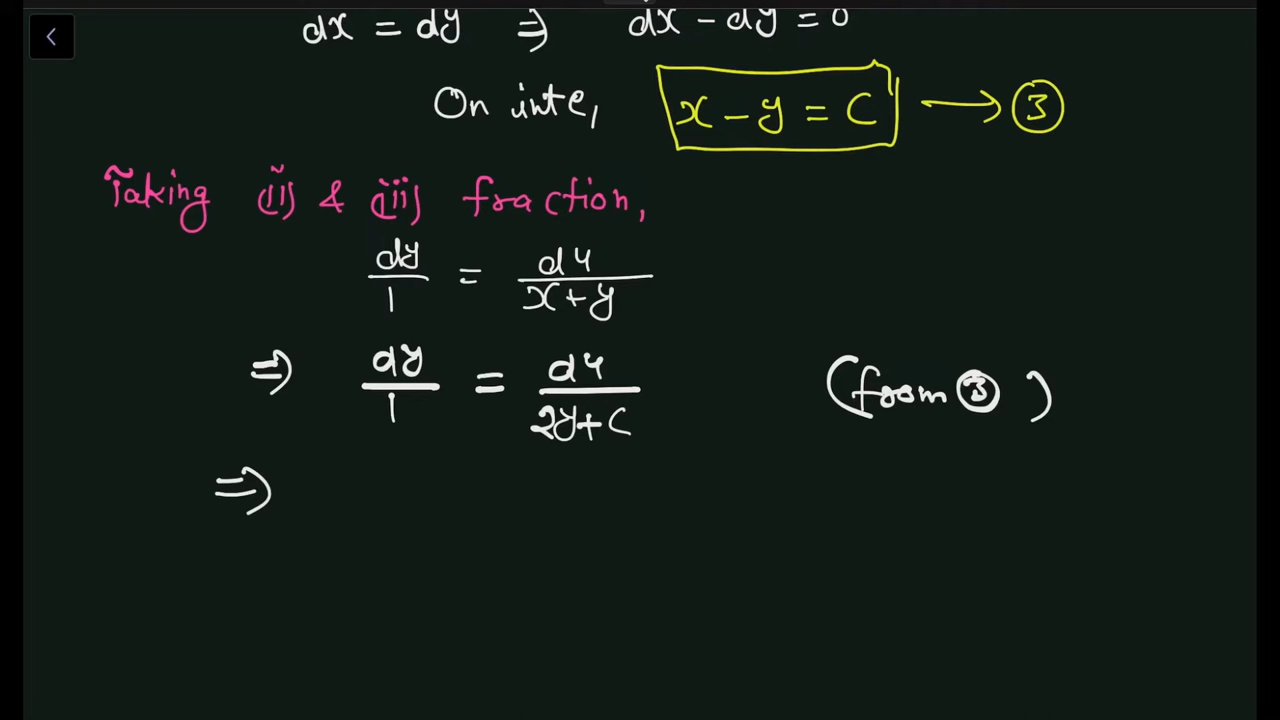 dx = dy ⇒ dx - dy = 0
On inte, x - y = C → ③
Taking (ii) & (iii) fraction,
dy/1 = du/x+y
⇒ dy/1 = du/2y+c (from ③)
⇒